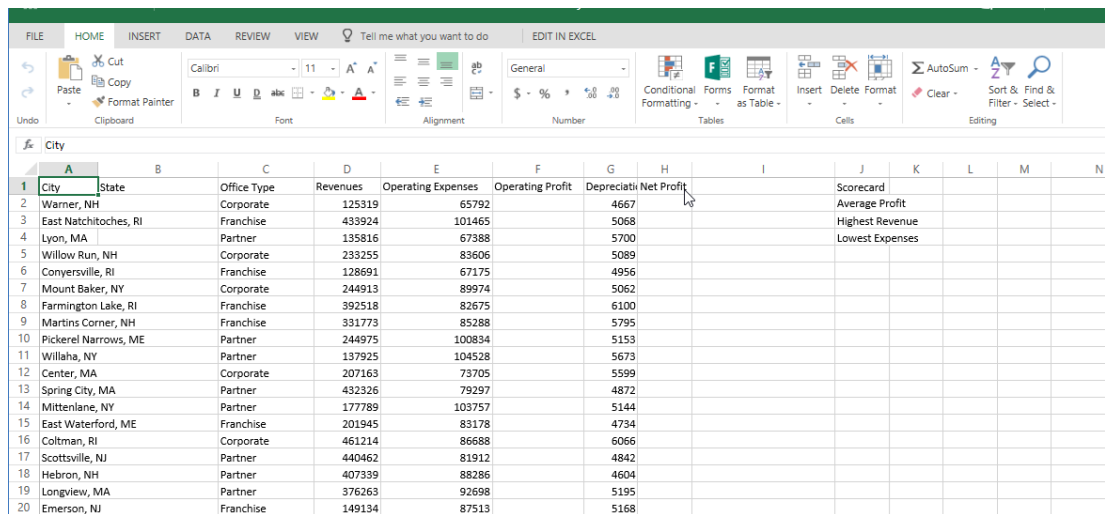 FILE HOME INSERT DATA REVIEW VIEW Tell me what you want to do EDIT IN EXCEL
Cut
Copy
Format Painter
Paste
Calibri 11 A A
B I U D abc A
ab
General
$ % , .00 .00
Conditional Formatting
Forms
Format as Table
Insert Delete Format
AutoSum
Clear
Sort & Filter
Find & Select
Undo Clipboard Font Alignment Number Tables Cells Editing
fx City
A B C D E F G H I J K L M N
1 City State Office Type Revenues Operating Expenses Operating Profit Depreciati Net Profit Scorecard
2 Warner, NH Corporate 125319 65792 4667 Average Profit
3 East Natchitoches, RI Franchise 433924 101465 5068 Highest Revenue
4 Lyon, MA Partner 135816 67388 5700 Lowest Expenses
5 Willow Run, NH Corporate 233255 83606 5089
6 Conyersville, RI Franchise 128691 67175 4956
7 Mount Baker, NY Corporate 244913 89974 5062
8 Farmington Lake, RI Franchise 392518 82675 6100
9 Martins Corner, NH Franchise 331773 85288 5795
10 Pickerel Narrows, ME Partner 244975 100834 5153
11 Willaha, NY Partner 137925 104528 5673
12 Center, MA Corporate 207163 73705 5599
13 Spring City, MA Partner 432326 79297 4872
14 Mittenlane, NY Partner 177789 103757 5144
15 East Waterford, ME Franchise 201945 83178 4734
16 Coltman, RI Corporate 461214 86688 6066
17 Scottsville, NJ Partner 440462 81912 4842
18 Hebron, NH Partner 407339 88286 4604
19 Longview, MA Partner 376263 92698 5195
20 Emerson, NJ Franchise 149134 87513 5168